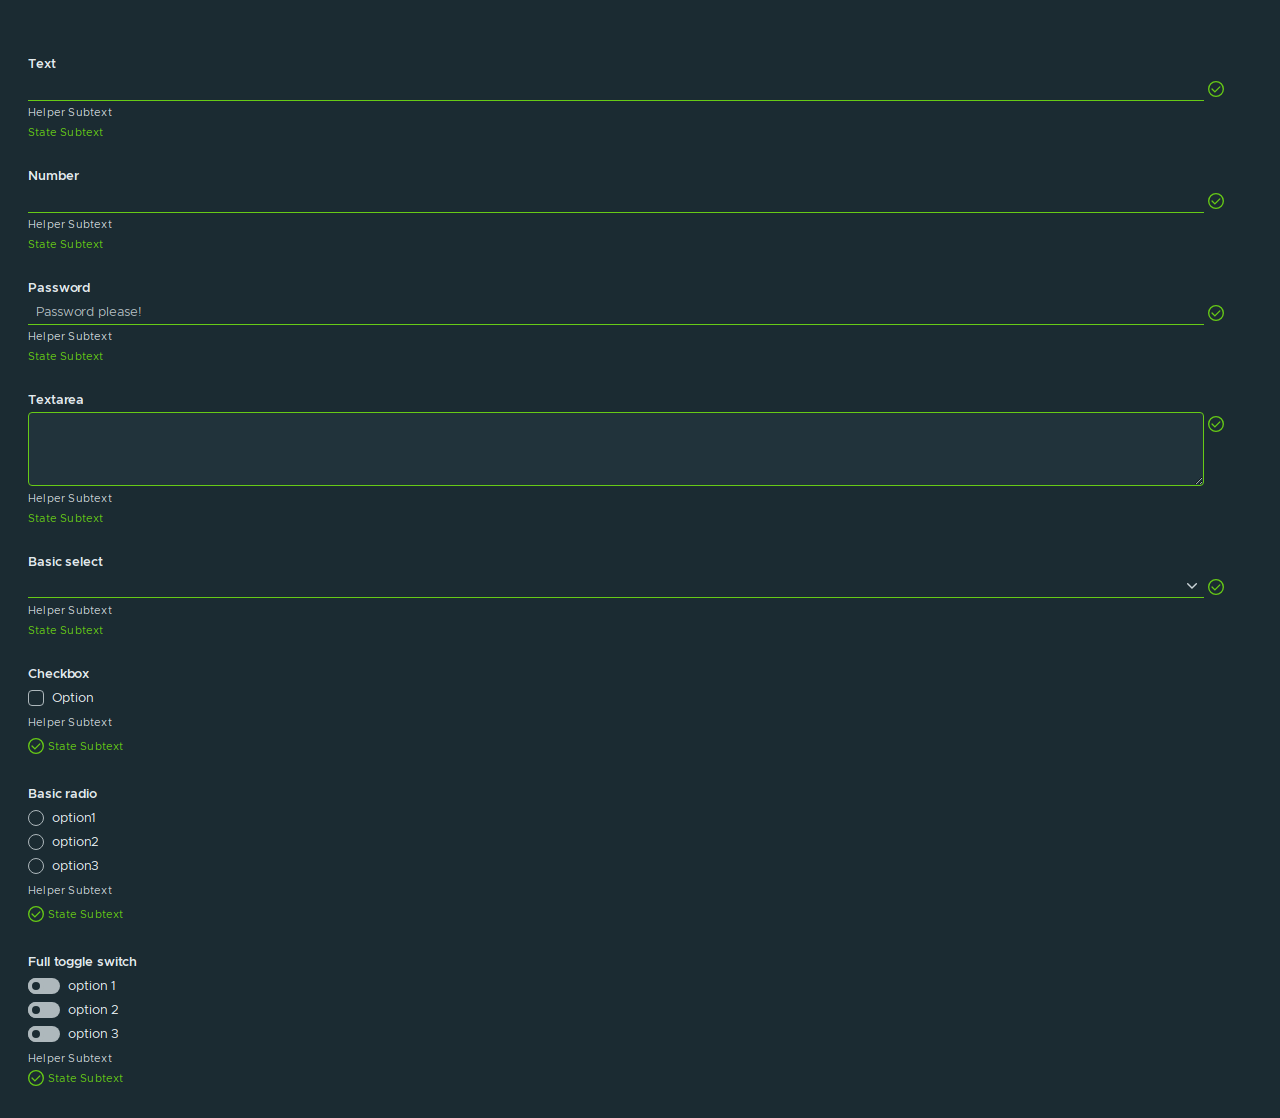 Text
Helper Subtext
State Subtext
Number
Helper Subtext
State Subtext
Password
Password please!
Helper Subtext
State Subtext
Textarea
Helper Subtext
State Subtext
Basic select
Helper Subtext
State Subtext
Checkbox
Option
Helper Subtext
State Subtext
Basic radio
option1
option2
option3
Helper Subtext
State Subtext
Full toggle switch
option 1
option 2
option 3
Helper Subtext
State Subtext